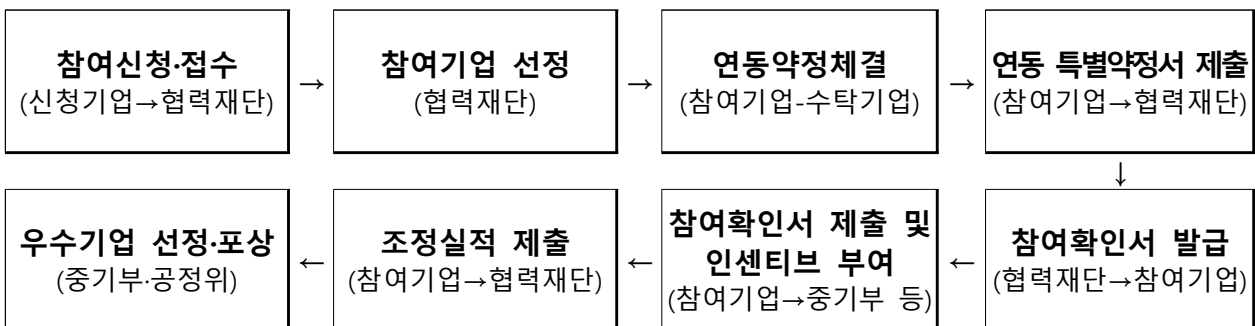 참여신청·접수
(신청기업→협력재단)
→
참여기업 선정
(협력재단)
→
연동약정체결
(참여기업-수탁기업)
→
연동 특별약정서 제출
(참여기업→협력재단)
↓
참여확인서 발급
(협력재단→참여기업)
←
참여확인서 제출 및
인센티브 부여
(참여기업→중기부 등)
←
조정실적 제출
(참여기업→협력재단)
←
우수기업 선정·포상
(중기부·공정위)